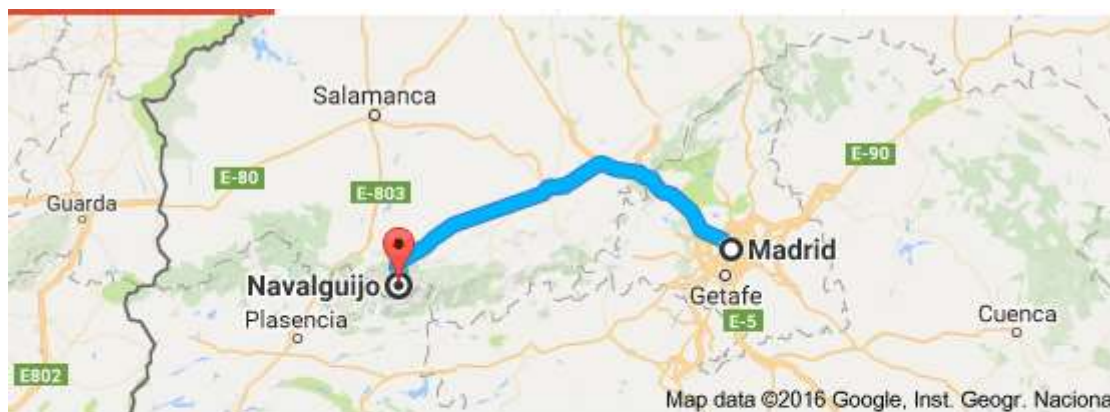 Salamanca
E-80
E-90
E-803
Guarda
Madrid
Navalguijo
Getafe
Plasencia
E-5
Cuenca
E802
Map data ©2016 Google, Inst. Geogr. Naciona